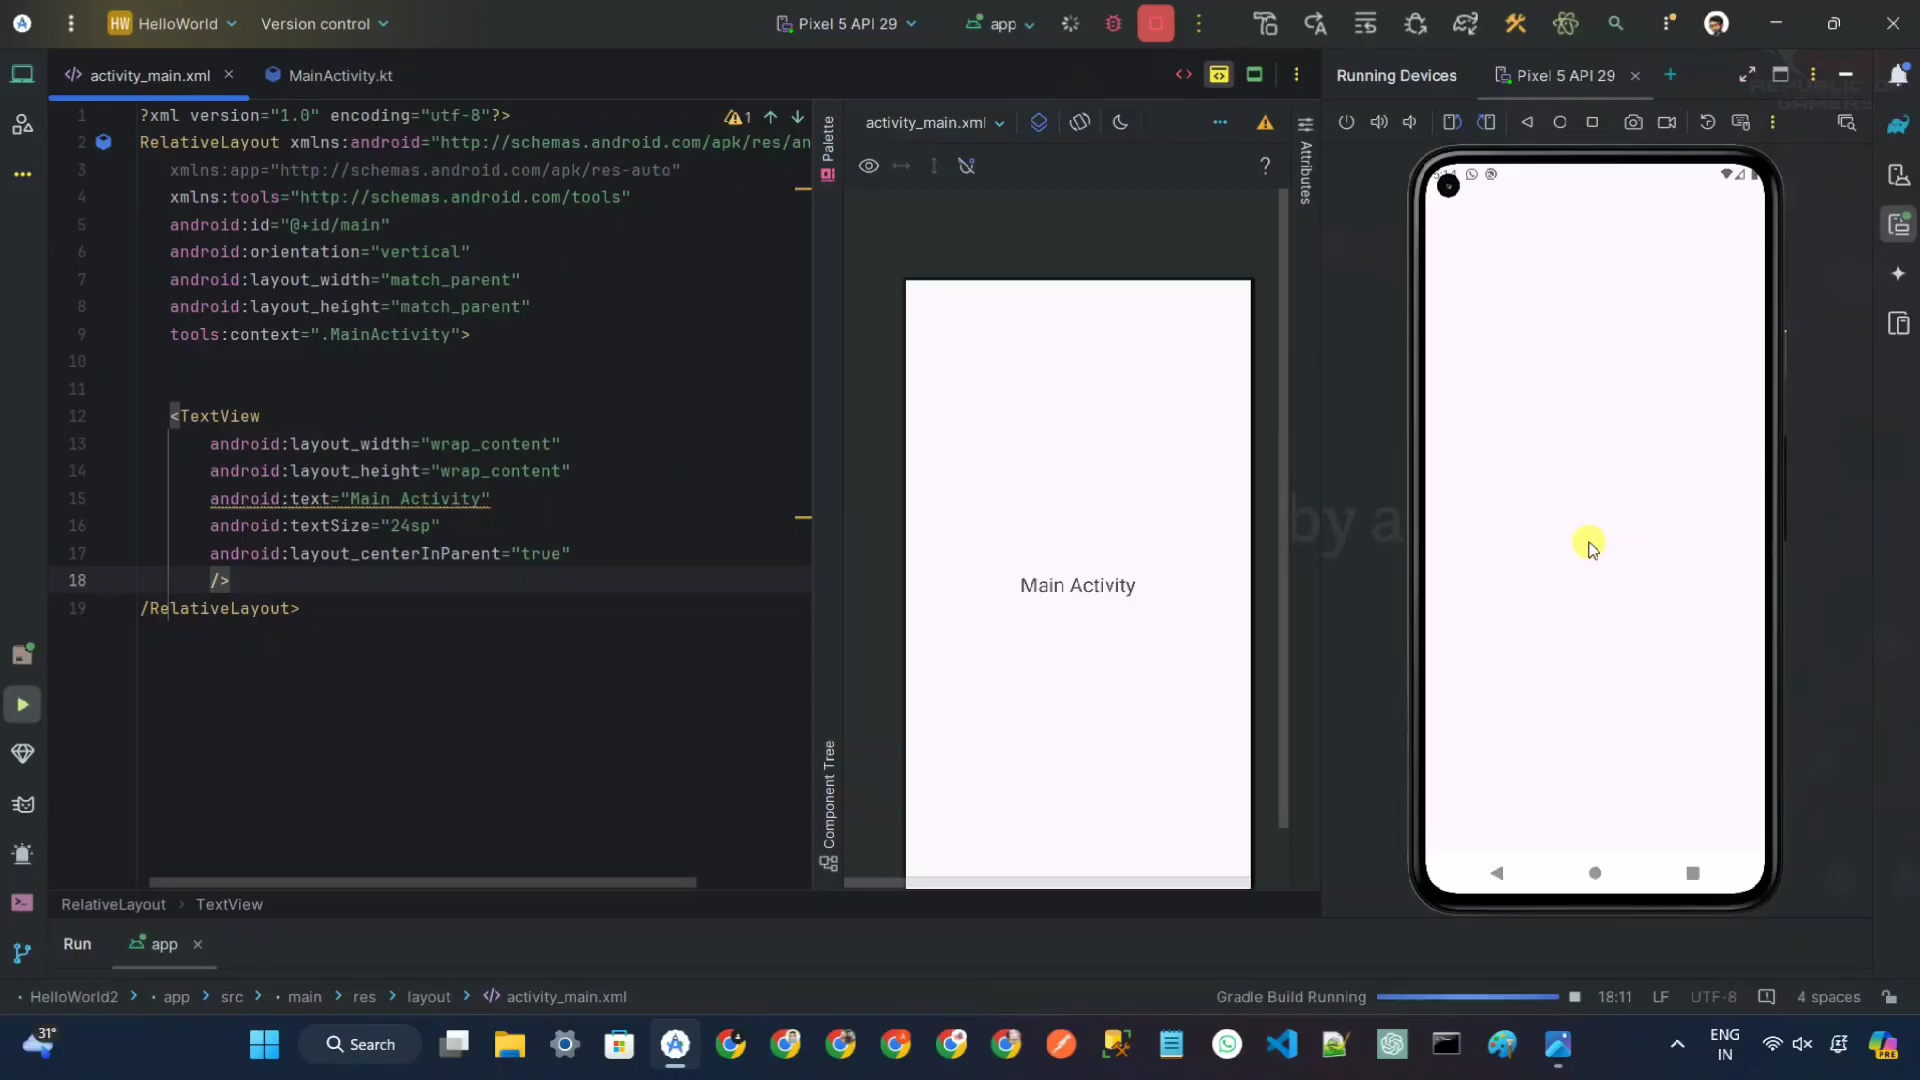 HW HelloWorld Version control Pixel 5 API 29 app
activity_main.xml MainActivity.kt Running Devices Pixel 5 API 29
1 ?xml version="1.0" encoding="utf-8"?> 1
2 RelativeLayout xmlns:android="http://schemas.android.com/apk/res/an
3 xmlns:app="http://schemas.android.com/apk/res-auto"
4 xmlns:tools="http://schemas.android.com/tools"
5 android:id="@+id/main"
6 android:orientation="vertical"
7 android:layout_width="match_parent"
8 android:layout_height="match_parent"
9 tools:context=".MainActivity">
10
11
12 <TextView
13 android:layout_width="wrap_content"
14 android:layout_height="wrap_content"
15 android:text="Main Activity"
16 android:textSize="24sp"
17 android:layout_centerInParent="true"
18 />
19 /RelativeLayout>
Palette
activity_main.xml
?
Attributes
Main Activity
Component Tree
by a
REPUBLIC OF
GAMERS
RelativeLayout > TextView
Run app
HelloWorld2 > app > src > main > res > layout > activity_main.xml
Gradle Build Running 18:11 LF UTF-8 4 spaces
31°
Search
ENG
IN
PRE